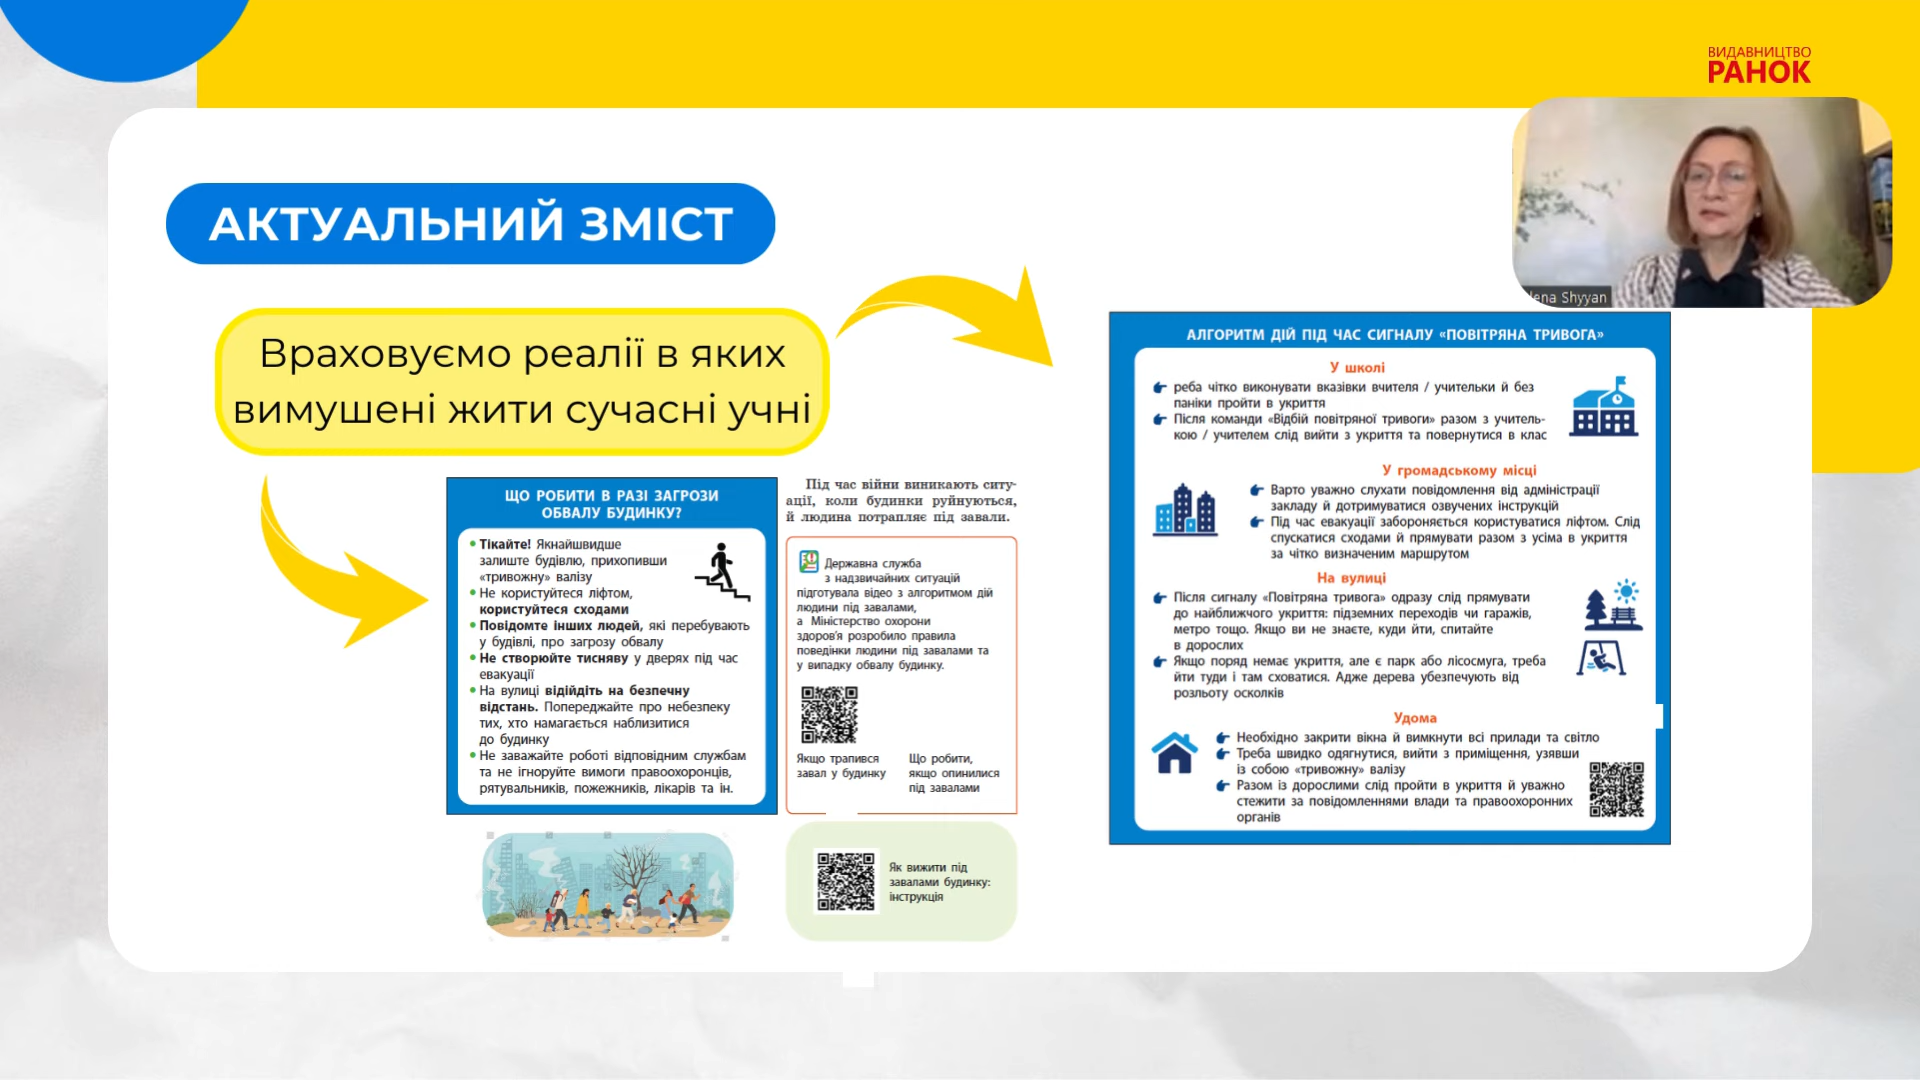 ВИДАВНИЦТВО
РАНОК
АКТУАЛЬНИЙ ЗМІСТ
Враховуємо реалії в яких
вимушені жити сучасні учні
ena Shyyan
ЩО РОБИТИ В РАЗІ ЗАГРОЗИ
ОБВАЛУ БУДИНКУ?
• Тікайте! Якнайшвидше
залиште будівлю, прихопивши
«тривожну» валізу
• Не користуйтеся ліфтом,
користуйтеся сходами
• Повідомте інших людей, які перебувають
у будівлі, про загрозу обвалу
• Не створюйте тисняву у дверях під час
евакуації
• На вулиці відійдіть на безпечну
відстань. Попереджайте про небезпеку
тих, хто намагається наблизитися
до будинку
• Не заважайте роботі відповідним службам
та не ігноруйте вимоги правоохоронців,
рятувальників, пожежників, лікарів та ін.
Під час війни виникають ситу-
ації, коли будинки руйнуються,
й людина потрапляє під завали.
Державна служба
з надзвичайних ситуацій
підготувала відео з алгоритмом дій
людини під завалами,
а Міністерство охорони
здоров'я розробило правила
поведінки людини під завалами та
у випадку обвалу будинку.
Якщо трапився
завал у будинку
Що робити,
якщо опинилися
під завалами
Як вижити під
завалами будинку:
інструкція
АЛГОРИТМ ДІЙ ПІД ЧАС СИГНАЛУ «ПОВІТРЯНА ТРИВОГА»
У школі
реба чітко виконувати вказівки вчителя / учительки й без
паніки пройти в укриття
Після команди «Відбій повітряної тривоги» разом з учитель-
кою / учителем слід вийти з укриття та повернутися в клас
У громадському місці
Варто уважно слухати повідомлення від адміністрації
закладу й дотримуватися озвучених інструкцій
Під час евакуації забороняється користуватися ліфтом. Слід
спускатися сходами й прямувати разом з усіма в укриття
за чітко визначеним маршрутом
На вулиці
Після сигналу «Повітряна тривога» одразу слід прямувати
до найближчого укриття: підземних переходів чи гаражів,
метро тощо. Якщо ви не знаєте, куди йти, спитайте
в дорослих
Якщо поряд немає укриття, але є парк або лісосмуга, треба
йти туди і там сховатися. Адже дерева убезпечують від
розльоту осколків
Удома
Необхідно закрити вікна й вимкнути всі прилади та світло
Треба швидко одягнутися, вийти з приміщення, узявши
із собою «тривожну» валізу
Разом із дорослими слід пройти в укриття й уважно
стежити за повідомленнями влади та правоохоронних
органів